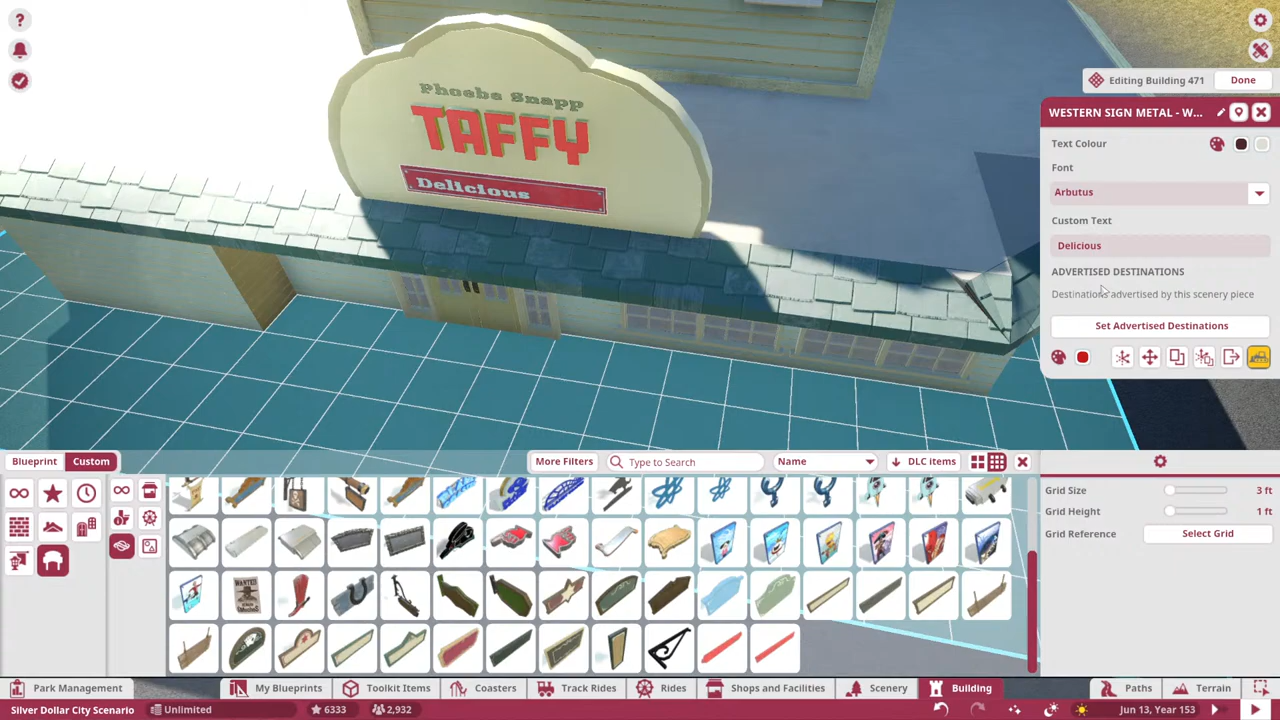 Editing Building 471 Done
Phoebe Snapp
TAFFY
Delicious
WESTERN SIGN METAL - W...
Text Colour
Font
Arbutus
Custom Text
Delicious
ADVERTISED DESTINATIONS
Destinations advertised by this scenery piece
Set Advertised Destinations
Blueprint Custom More Filters Type to Search Name DLC items
Grid Size 3 ft
Grid Height 1 ft
Grid Reference Select Grid
WANTED
Park Management My Blueprints Toolkit Items Coasters Track Rides Rides Shops and Facilities Scenery Building Paths Terrain
Silver Dollar City Scenario Unlimited 6333 2,932 Jun 13, Year 153